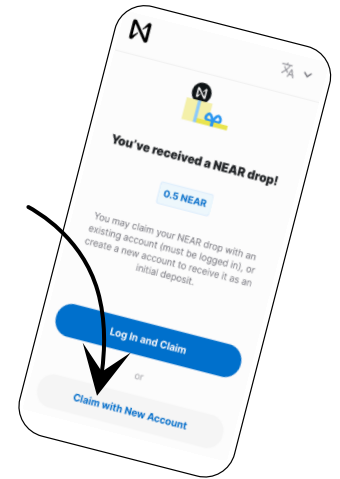 You've received a NEAR drop!
0.5 NEAR
You may claim your NEAR drop with an
existing account (must be logged in), or
create a new account to receive it as an
initial deposit.
Log In and Claim
or
Claim with New Account